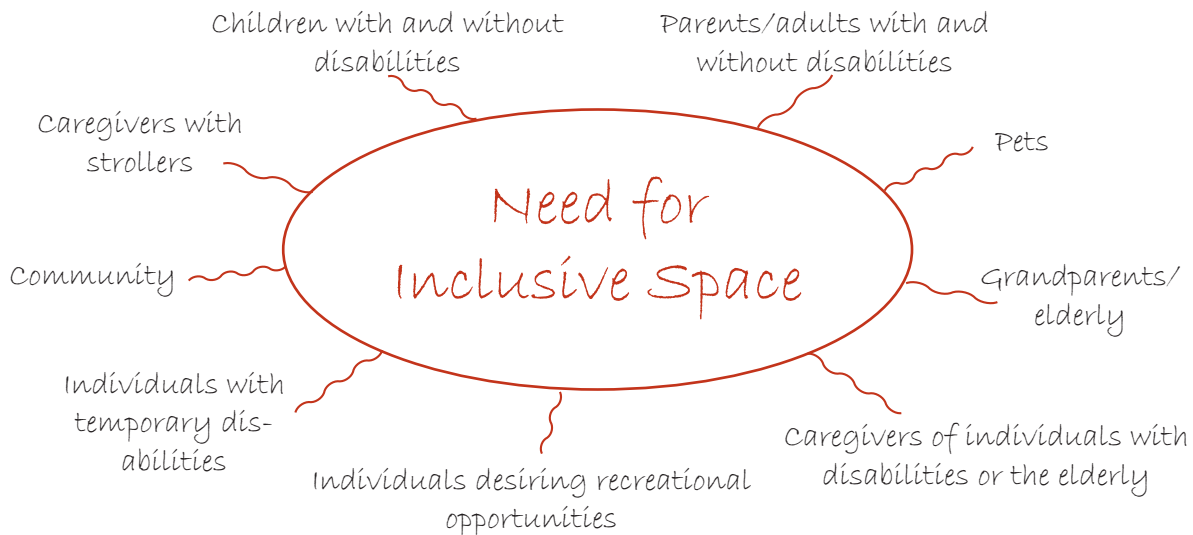 Children with and without
disabilities
Parents/adults with and
without disabilities
Caregivers with
strollers
Pets
Need for
Inclusive Space
Community
Grandparents/
elderly
Individuals with
temporary dis-
abilities
Caregivers of individuals with
disabilities or the elderly
Individuals desiring recreational
opportunities